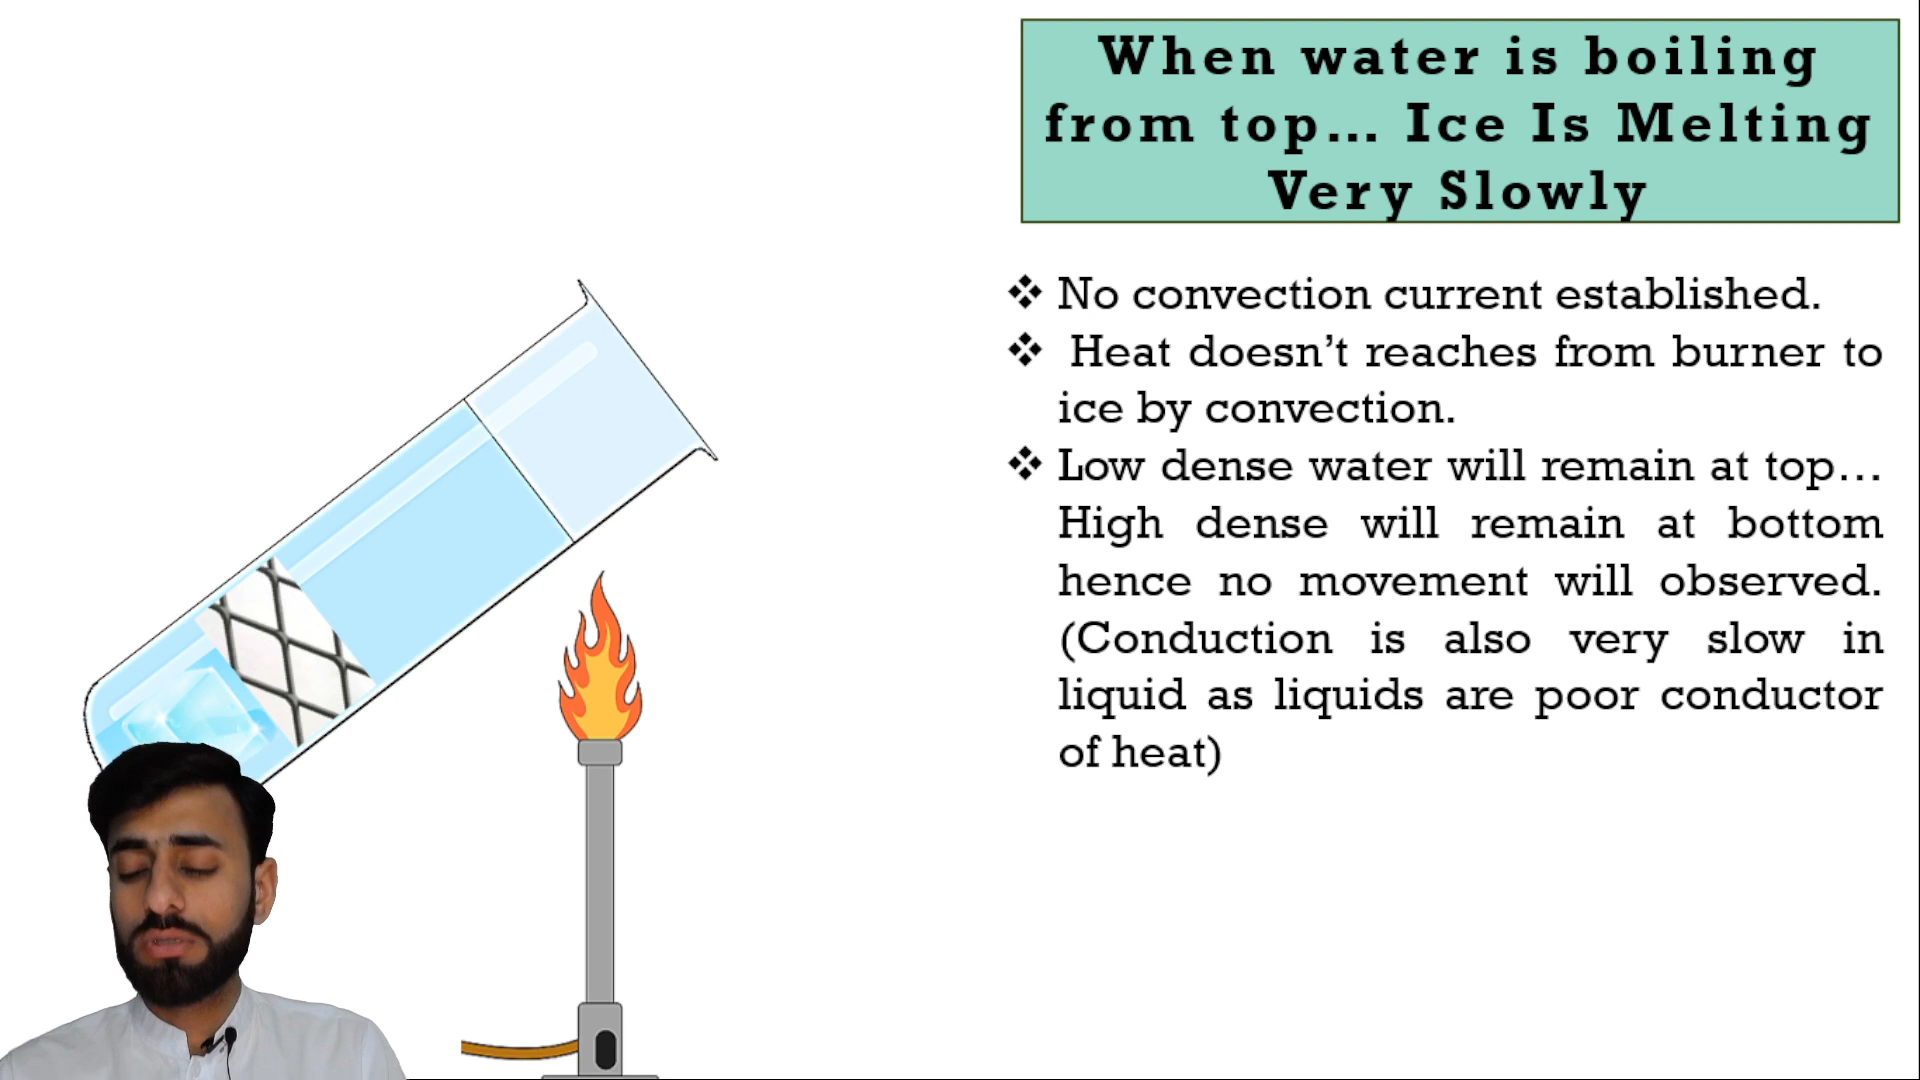 When water is boiling
from top... Ice Is Melting
Very Slowly
❖ No convection current established.
❖ Heat doesn’t reaches from burner to
ice by convection.
❖ Low dense water will remain at top...
High dense will remain at bottom
hence no movement will observed.
(Conduction is also very slow in
liquid as liquids are poor conductor
of heat)